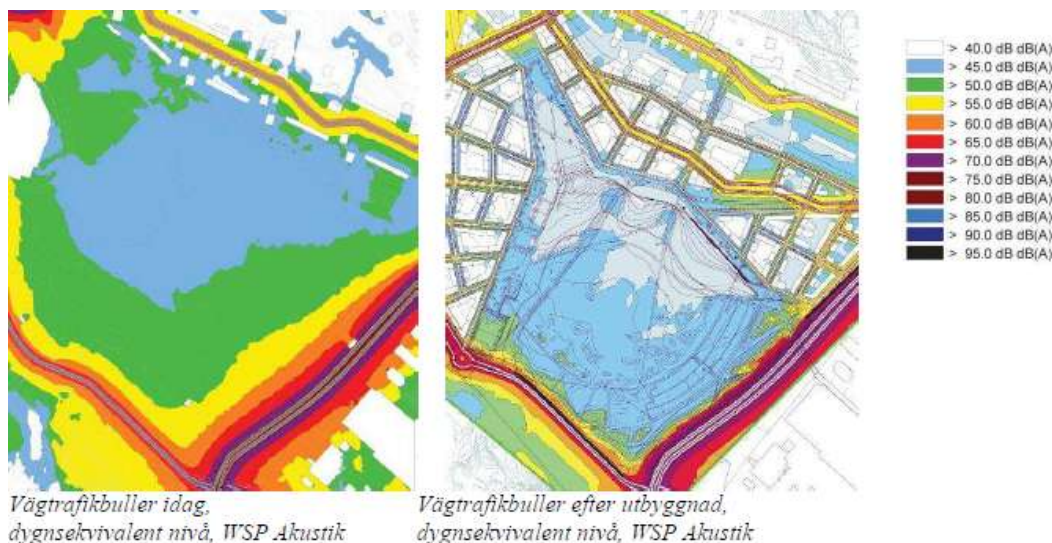 > 40.0 dB dB(A)
> 45.0 dB dB(A)
> 50.0 dB dB(A)
> 55.0 dB dB(A)
> 60.0 dB dB(A)
> 65.0 dB dB(A)
> 70.0 dB dB(A)
> 75.0 dB dB(A)
> 80.0 dB dB(A)
> 85.0 dB dB(A)
> 90.0 dB dB(A)
> 95.0 dB dB(A)
Vägtrafikbuller idag,
dygnsekvivalent nivå, WSP Akustik
Vägtrafikbuller efter utbyggnad,
dygnsekvivalent nivå, WSP Akustik